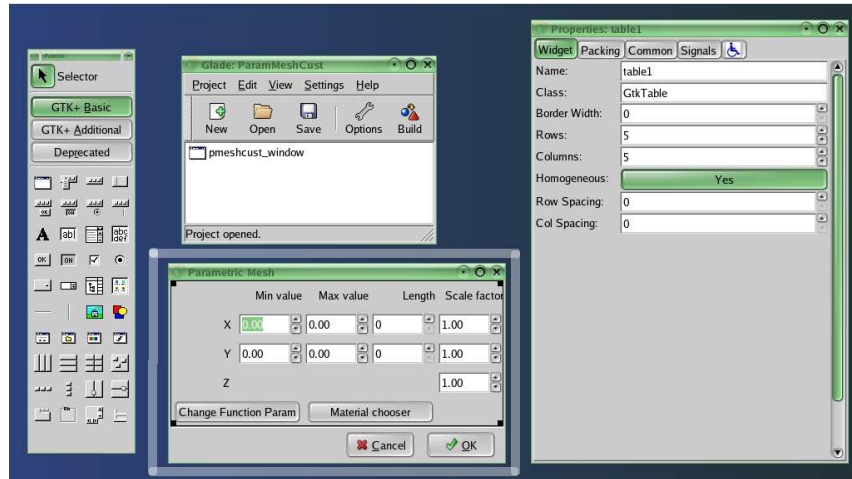 Palette
Selector
GTK+ Basic
GTK+ Additional
Deprecated
Glade: ParamMeshCust
Project Edit View Settings Help
New Open Save Options Build
pmeshcust_window
Project opened.
Parametric Mesh
Min value Max value Length Scale factor
X 0.00 0.00 0 1.00
Y 0.00 0.00 0 1.00
Z 1.00
Change Function Param Material chooser
Cancel OK
Properties: table1
Widget Packing Common Signals
Name: table1
Class: GtkTable
Border Width: 0
Rows: 5
Columns: 5
Homogeneous: Yes
Row Spacing: 0
Col Spacing: 0